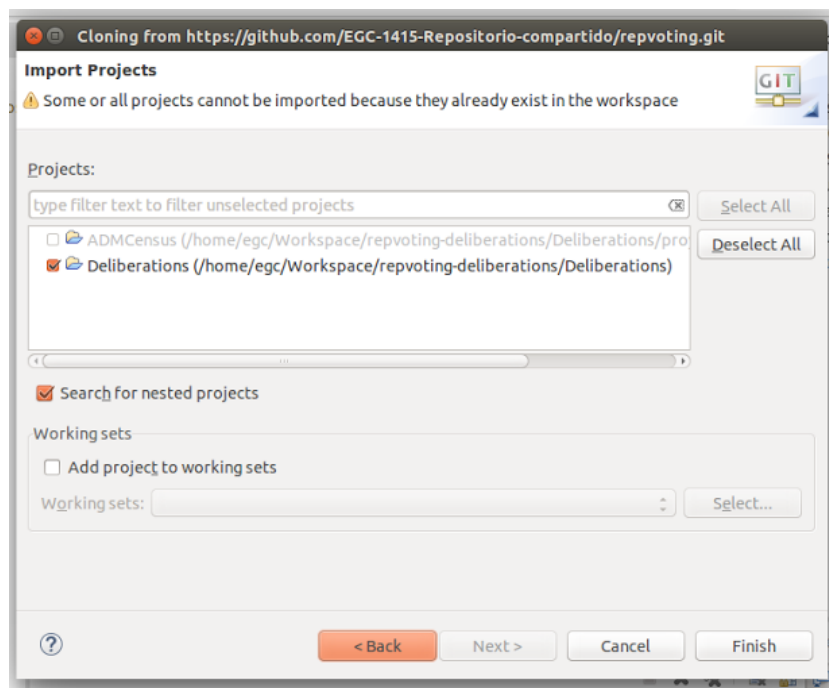 Cloning from https://github.com/EGC-1415-Repositorio-compartido/repvoting.git
Import Projects
GIT
Some or all projects cannot be imported because they already exist in the workspace
Projects:
type filter text to filter unselected projects
Select All
ADMCensus (/home/egc/Workspace/repvoting-deliberations/Deliberations/pro
Deselect All
Deliberations (/home/egc/Workspace/repvoting-deliberations/Deliberations)
Search for nested projects
Working sets
Add project to working sets
Working sets:
Select...
?
< Back
Next >
Cancel
Finish